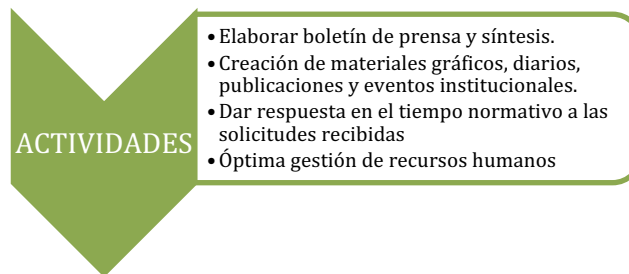 ACTIVIDADES
•Elaborar boletín de prensa y síntesis.
•Creación de materiales gráficos, diarios,
publicaciones y eventos institucionales.
•Dar respuesta en el tiempo normativo a las
solicitudes recibidas
•Óptima gestión de recursos humanos